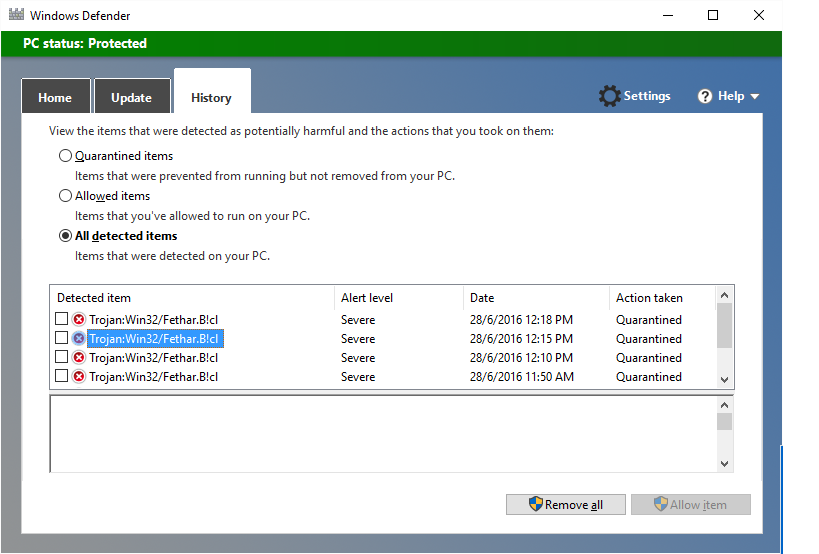 Windows Defender
PC status: Protected
Home Update History Settings Help
View the items that were detected as potentially harmful and the actions that you took on them:
Quarantined items
Items that were prevented from running but not removed from your PC.
Allowed items
Items that you've allowed to run on your PC.
All detected items
Items that were detected on your PC.
Detected item Alert level Date Action taken
Trojan:Win32/Fethar.B!cl Severe 28/6/2016 12:18 PM Quarantined
Trojan:Win32/Fethar.B!cl Severe 28/6/2016 12:15 PM Quarantined
Trojan:Win32/Fethar.B!cl Severe 28/6/2016 12:10 PM Quarantined
Trojan:Win32/Fethar.B!cl Severe 28/6/2016 11:50 AM Quarantined
Remove all Allow item